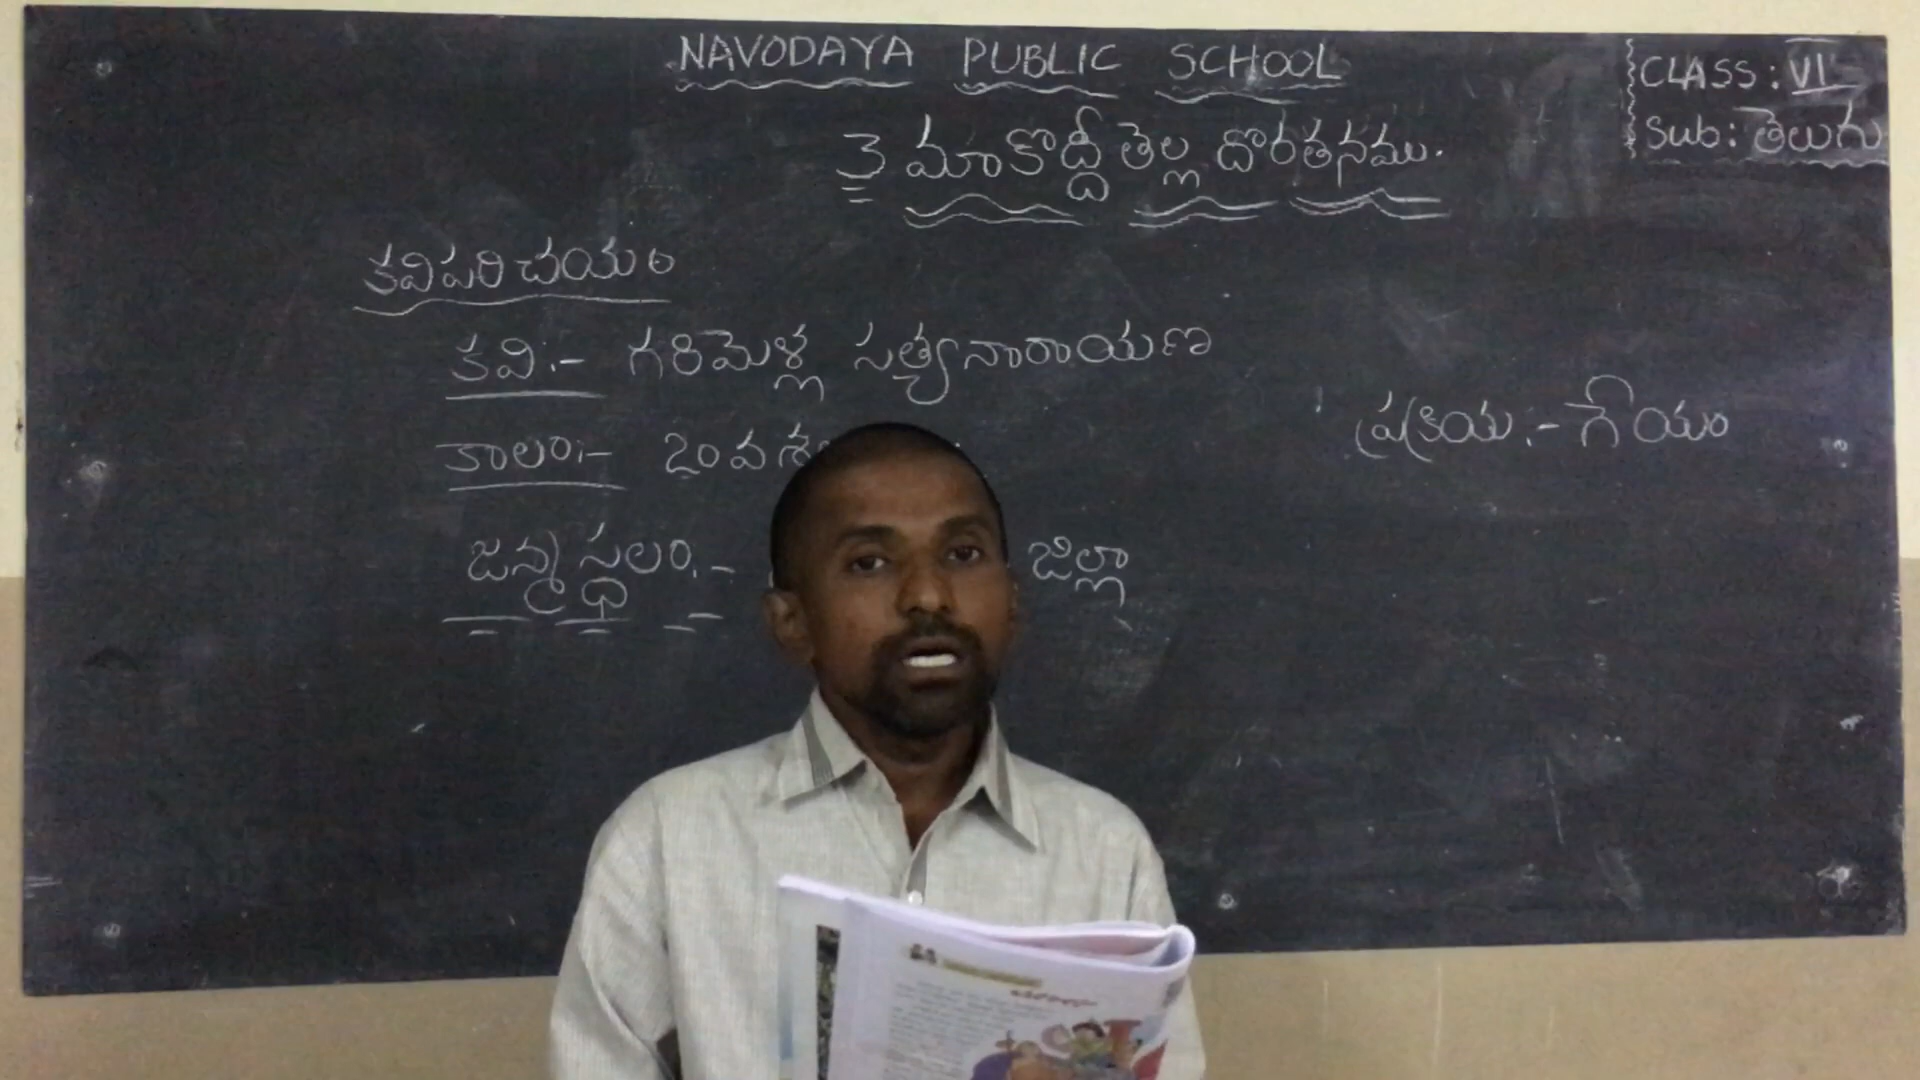 NAVODAYA PUBLIC SCHOOL
CLASS: VI
Sub: తెలుగు
3 మాకొద్దీ తెల్ల దొరతనము.
కవిపరిచయం
కవి:- గరిమెళ్ల సత్యనారాయణ
ప్రక్రియ:- గేయం
కాలం:- 20వ
జన్మస్థలం:- జిల్లా